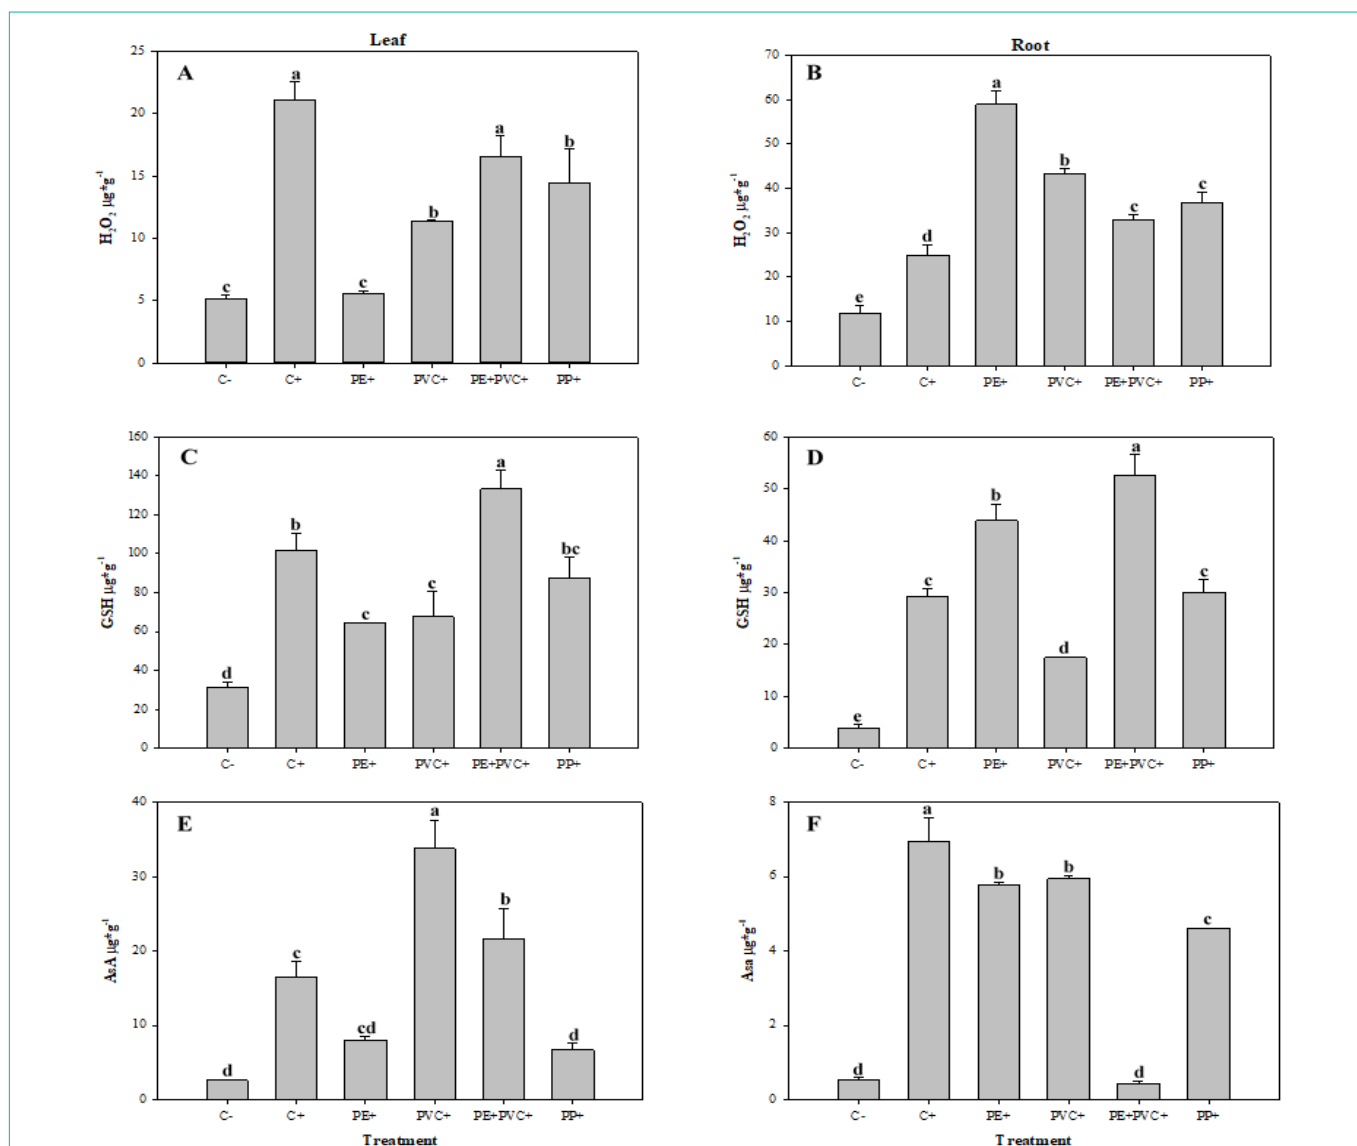 Leaf
A
25
20
15
10
5
0
H₂O₂ µg*g⁻¹
c
a
c
b
a
b
C-
C+
PE+
PVC+
PE+PVC+
PP+
Root
B
70
60
50
40
30
20
10
0
H₂O₂ µg*g⁻¹
e
d
a
b
c
c
C-
C+
PE+
PVC+
PE+PVC+
PP+
C
160
140
120
100
80
60
40
20
0
GSH µg*g⁻¹
d
b
c
c
a
bc
C-
C+
PE+
PVC+
PE+PVC+
PP+
D
60
50
40
30
20
10
0
GSH µg*g⁻¹
e
c
b
d
a
c
C-
C+
PE+
PVC+
PE+PVC+
PP+
E
40
30
20
10
0
AsA µg*g⁻¹
d
c
cd
a
b
d
C-
C+
PE+
PVC+
PE+PVC+
PP+
Treatment
F
8
6
4
2
0
Asa µg*g⁻¹
d
a
b
b
d
c
C-
C+
PE+
PVC+
PE+PVC+
PP+
Treatment